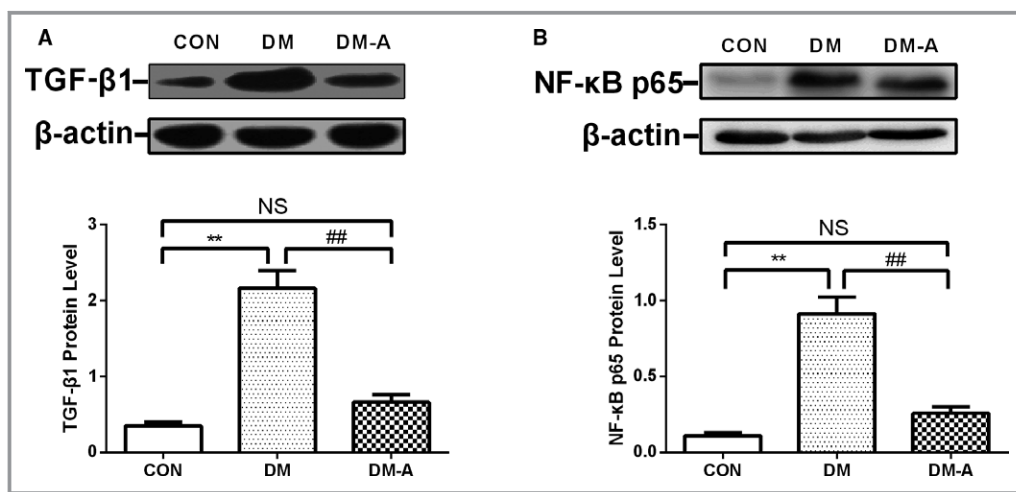 A
CON DM DM-A
TGF-β1
β-actin
NS
** ##
3
2
1
0
TGF-β1 Protein Level
CON DM DM-A
B
CON DM DM-A
NF-κB p65
β-actin
NS
** ##
1.5
1.0
0.5
0.0
NF-κB p65 Protein Level
CON DM DM-A